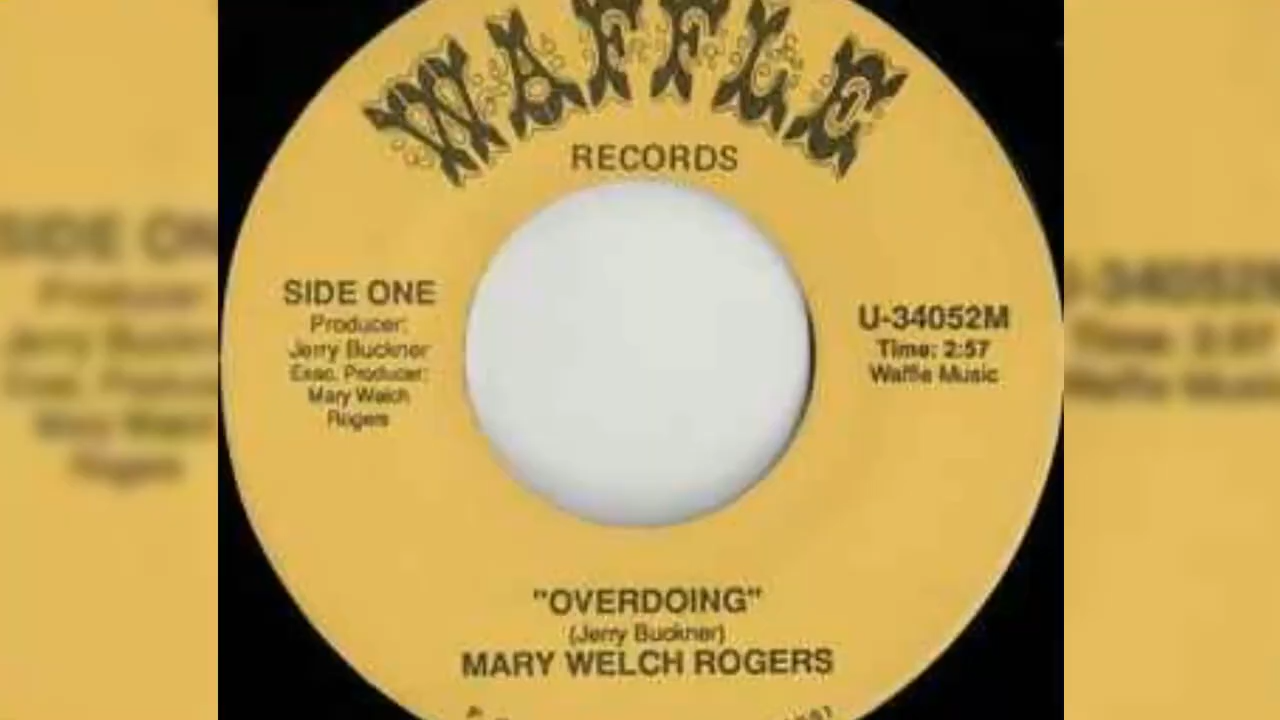 WAFFLE
RECORDS
SIDE ONE
Producer:
Jerry Buckner
Exec. Producer:
Mary Welch
Rogers
U-34052M
Time: 2:57
Waffle Music
"OVERDOING"
(Jerry Buckner)
MARY WELCH ROGERS